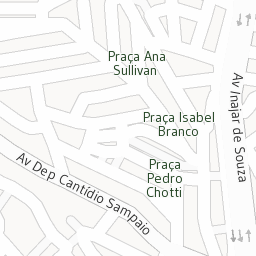 Praça Ana
Sullivan
Av Inajar de Souza
Praça Isabel
Branco
Av Dep Cantídio Sampaio
Praça
Pedro
Chotti